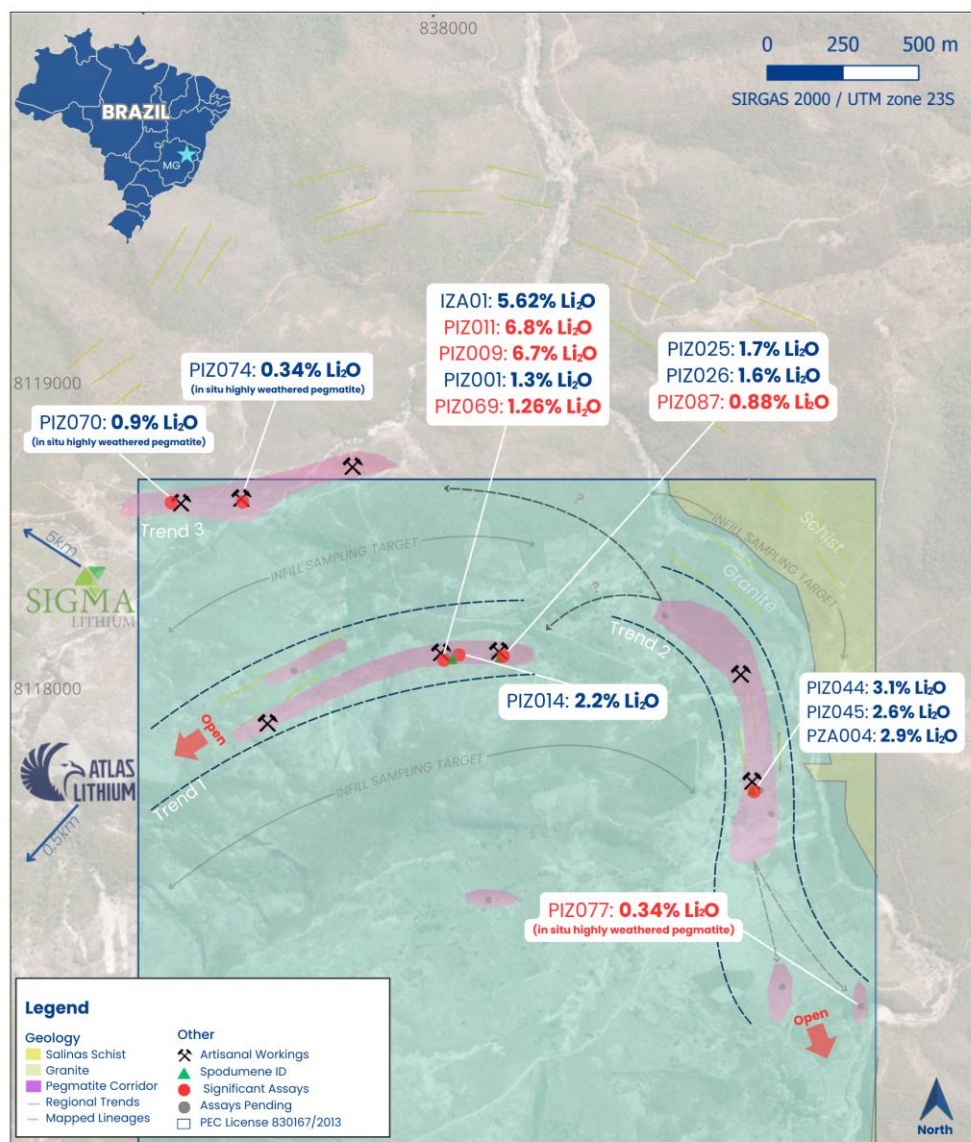 838000
0 250 500 m
SIRGAS 2000 / UTM zone 23S
BRAZIL
MG
IZA01: 5.62% Li₂O
PIZ011: 6.8% Li₂O
PIZ009: 6.7% Li₂O
PIZ001: 1.3% Li₂O
PIZ069: 1.26% Li₂O
PIZ025: 1.7% Li₂O
PIZ026: 1.6% Li₂O
PIZ087: 0.88% Li₂O
8119000
PIZ074: 0.34% Li₂O
(in situ highly weathered pegmatite)
PIZ070: 0.9% Li₂O
(in situ highly weathered pegmatite)
Trend 3
?
INFILL SAMPLING TARGET
Schist
Granite
INFILL SAMPLING TARGET
5km
SIGMA
LITHIUM
?
Trend 2
8118000
PIZ014: 2.2% Li₂O
PIZ044: 3.1% Li₂O
PIZ045: 2.6% Li₂O
PZA004: 2.9% Li₂O
Open
ATLAS
LITHIUM
Trend 1
INFILL SAMPLING TARGET
0.5km
PIZ077: 0.34% Li₂O
(in situ highly weathered pegmatite)
Open
Legend
Geology
Salinas Schist
Granite
Pegmatite Corridor
Regional Trends
Mapped Lineages
Other
Artisanal Workings
Spodumene ID
Significant Assays
Assays Pending
PEC License 830167/2013
North